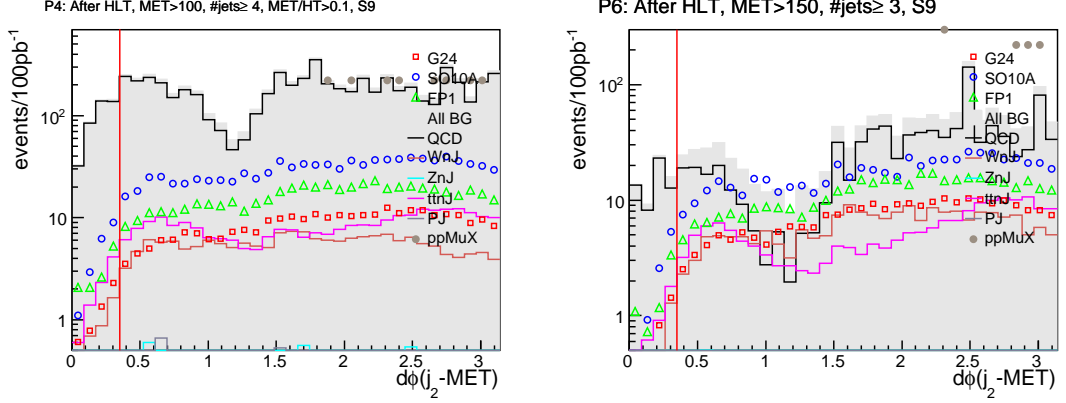 P4: After HLT, MET>100, #jets≥ 4, MET/HT>0.1, S9
events/100pb⁻¹
10²
10
1
G24
SO10A
FP1
All BG
QCD
WnJ
ZnJ
ttnJ
PJ
ppMuX
0 0.5 1 1.5 2 2.5 3
dϕ(j₂-MET)
P6: After HLT, MET>150, #jets≥ 3, S9
events/100pb⁻¹
10²
10
1
G24
SO10A
FP1
All BG
QCD
WnJ
ZnJ
ttnJ
PJ
ppMuX
0 0.5 1 1.5 2 2.5 3
dϕ(j₂-MET)